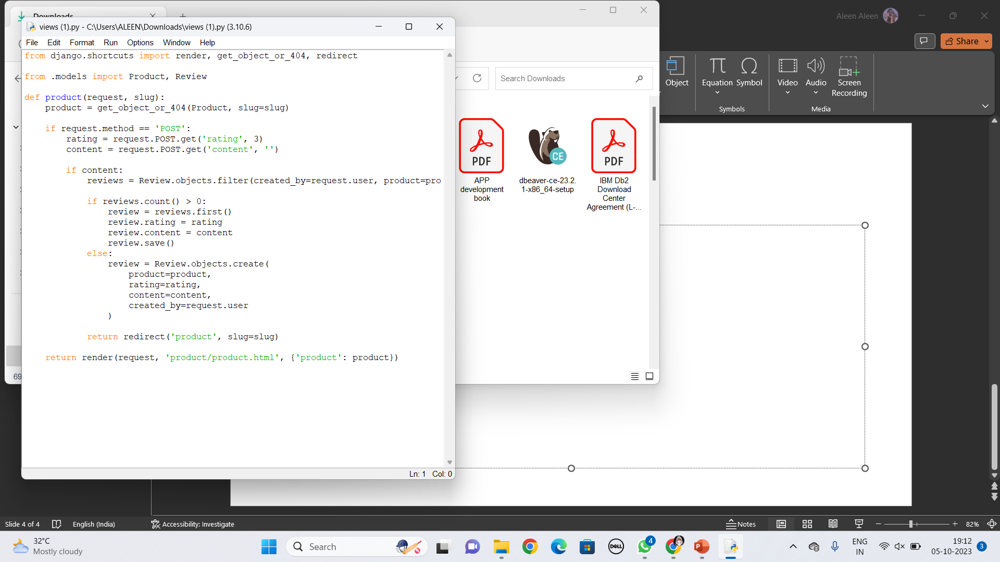 Downloads
Aleen Aleen
views (1).py - C:\Users\ALEEN\Downloads\views (1).py (3.10.6)
File Edit Format Run Options Window Help
Share
from django.shortcuts import render, get_object_or_404, redirect
from .models import Product, Review
def product(request, slug):
    product = get_object_or_404(Product, slug=slug)
    if request.method == 'POST':
        rating = request.POST.get('rating', 3)
        content = request.POST.get('content', '')
        if content:
            reviews = Review.objects.filter(created_by=request.user, product=pro
            if reviews.count() > 0:
                review = reviews.first()
                review.rating = rating
                review.content = content
                review.save()
            else:
                review = Review.objects.create(
                    product=product,
                    rating=rating,
                    content=content,
                    created_by=request.user
                )
            return redirect('product', slug=slug)
    return render(request, 'product/product.html', {'product': product})
Ln: 1 Col: 0
69
Search Downloads
PDF
APP
development
book
CE
dbeaver-ce-23.2.
1-x86_64-setup
PDF
IBM Db2
Download
Center
Agreement (L-...
Object
Equation Symbol
Symbols
Video Audio Screen
Recording
Media
Slide 4 of 4 English (India) Accessibility: Investigate Notes 82%
32°C
Mostly cloudy
Search
DELL
4
ENG
IN
19:12
05-10-2023
3